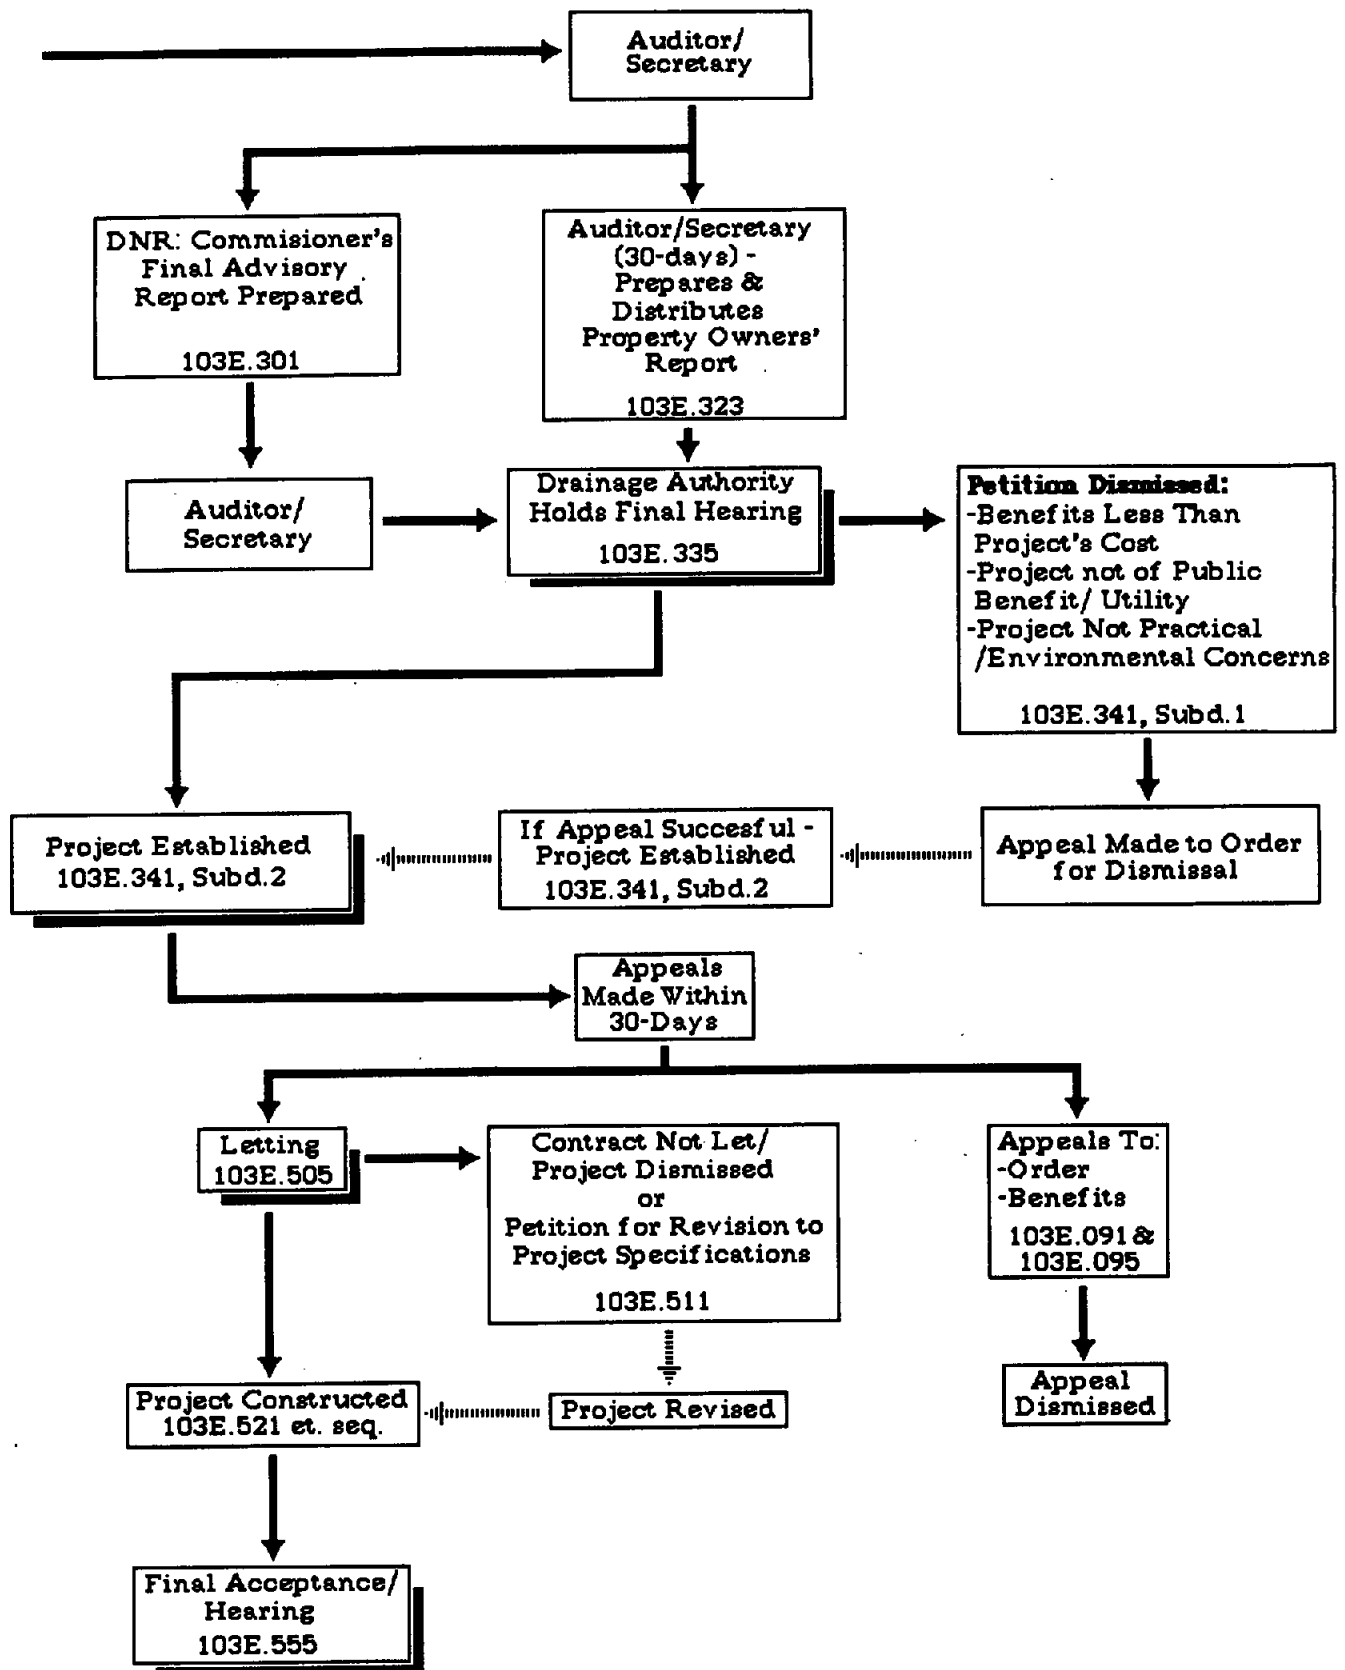 Auditor/
Secretary
DNR: Commisioner's
Final Advisory
Report Prepared
103E.301
Auditor/Secretary
(30-days) -
Prepares &
Distributes
Property Owners'
Report
103E.323
Auditor/
Secretary
Drainage Authority
Holds Final Hearing
103E.335
Petition Dismissed:
-Benefits Less Than
Project's Cost
-Project not of Public
Benefit/ Utility
-Project Not Practical
/Environmental Concerns
103E.341, Subd.1
Project Established
103E.341, Subd.2
If Appeal Succesful -
Project Established
103E.341, Subd.2
Appeal Made to Order
for Dismissal
Appeals
Made Within
30-Days
Letting
103E.505
Contract Not Let/
Project Dismissed
or
Petition for Revision to
Project Specifications
103E.511
Appeals To:
-Order
-Benefits
103E.091 &
103E.095
Project Constructed
103E.521 et. seq.
Project Revised
Appeal
Dismissed
Final Acceptance/
Hearing
103E.555